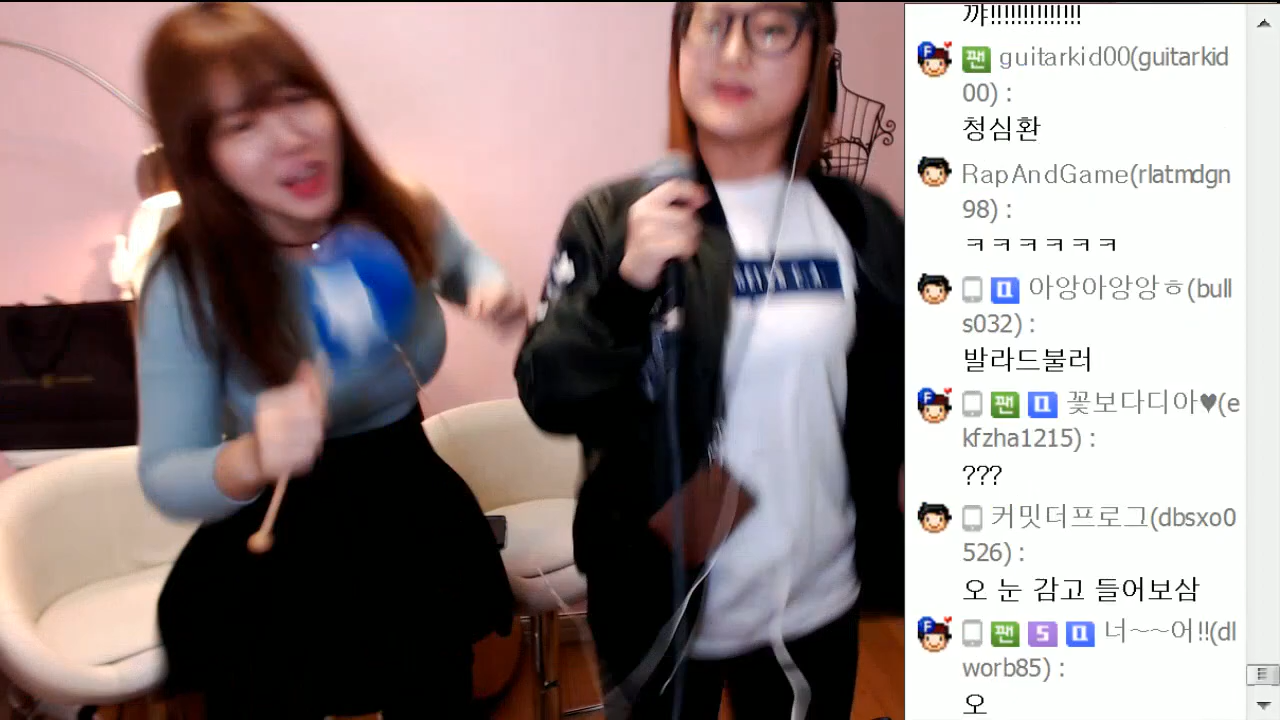 꺄!!!!!!!!!!!!!!
팬 guitarkid00(guitarkid
00) :
청심환
RapAndGame(rlatmdgn
98) :
ㅋㅋㅋㅋㅋㅋ
아앙아앙앙ㅎ(bull
s032) :
발라드불러
팬 꽃보다디아♥(e
kfzha1215) :
???
커밋더프로그(dbsxo0
526) :
오 눈 감고 들어보삼
팬 S 너~~어!!(dl
worb85) :
오